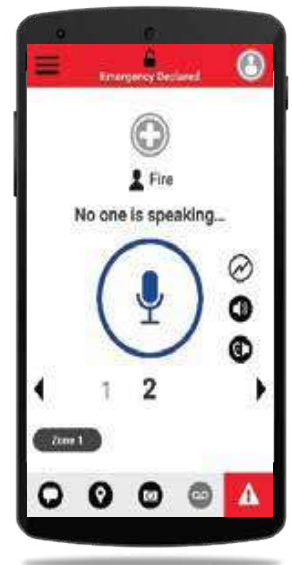 Emergency Declared
Fire
No one is speaking...
1 2
Zone 1